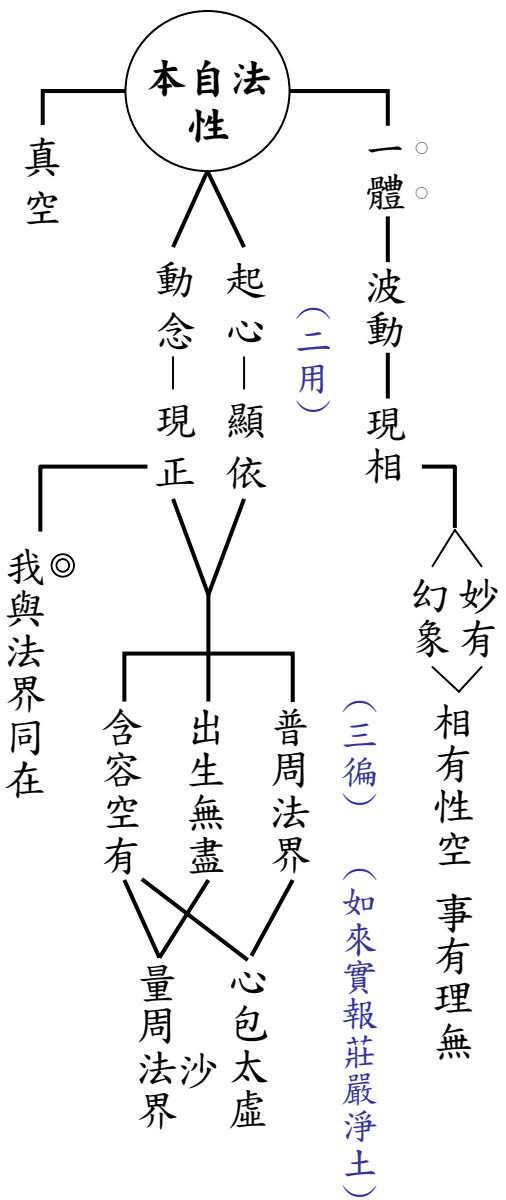 本自法
性
真空
一體
波動
現相
起心
動念
顯依
現正
（二用）
妙有
幻象
相有性空 事有理無
我與法界同在
（三徧）
（如來實報莊嚴淨土）
普周法界
出生無盡
含容空有
心包太虛
量周沙法界